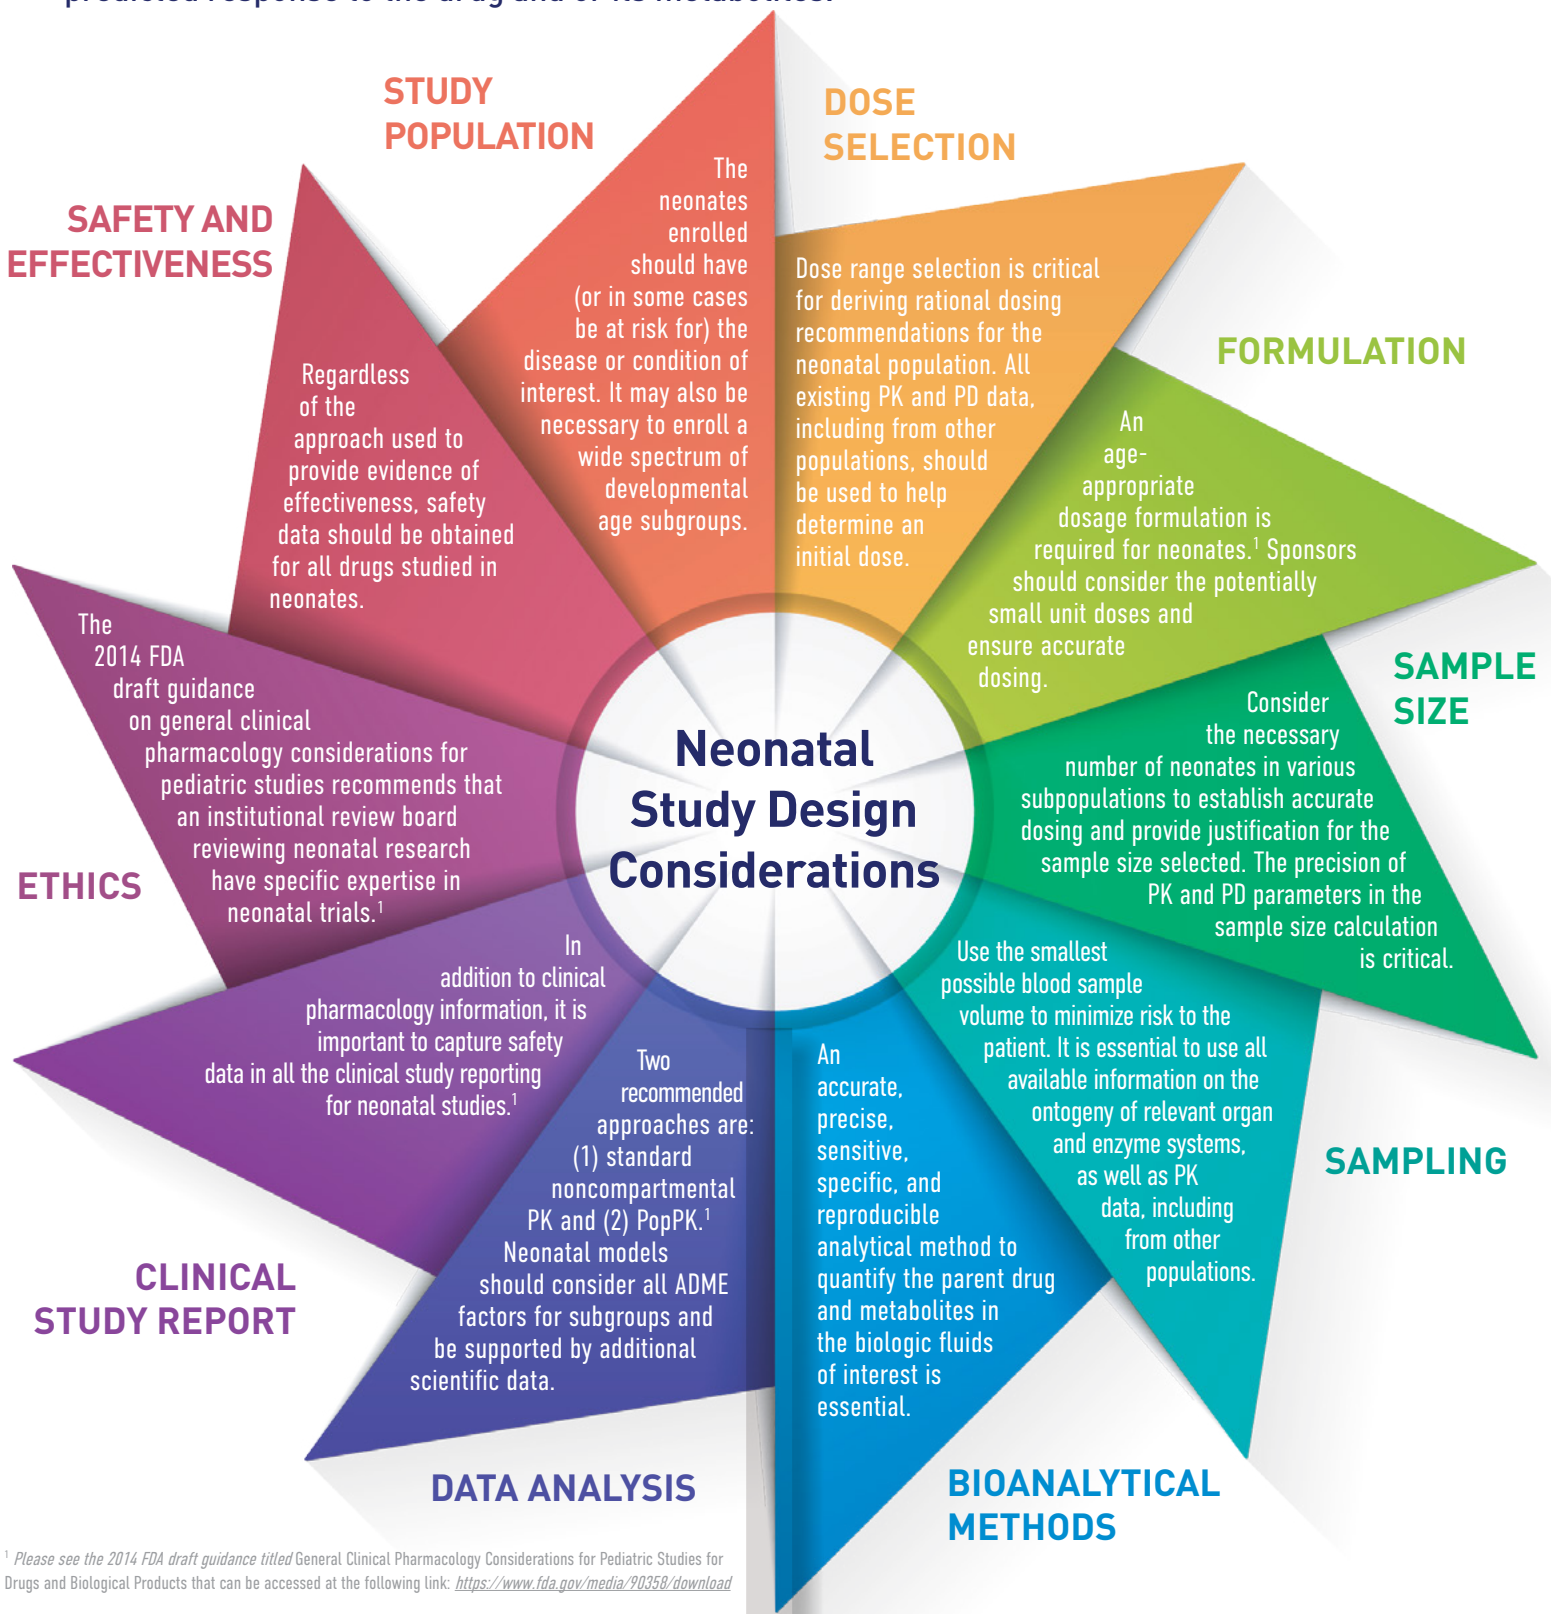 predicted response to the drug and or its metabolites.
STUDY
POPULATION
The
neonates
enrolled
should have
(or in some cases
be at risk for) the
disease or condition of
interest. It may also be
necessary to enroll a
wide spectrum of
developmental
age subgroups.
DOSE
SELECTION
Dose range selection is critical
for deriving rational dosing
recommendations for the
neonatal population. All
existing PK and PD data,
including from other
populations, should
be used to help
determine an
initial dose.
FORMULATION
An
age-
appropriate
dosage formulation is
required for neonates.¹ Sponsors
should consider the potentially
small unit doses and
ensure accurate
dosing.
SAMPLE
SIZE
Consider
the necessary
number of neonates in various
subpopulations to establish accurate
dosing and provide justification for the
sample size selected. The precision of
PK and PD parameters in the
sample size calculation
is critical.
SAMPLING
Use the smallest
possible blood sample
volume to minimize risk to the
patient. It is essential to use all
available information on the
ontogeny of relevant organ
and enzyme systems,
as well as PK
data, including
from other
populations.
BIOANALYTICAL
METHODS
An
accurate,
precise,
sensitive,
specific, and
reproducible
analytical method to
quantify the parent drug
and metabolites in
the biologic fluids
of interest is
essential.
DATA ANALYSIS
Two
recommended
approaches are:
(1) standard
noncompartmental
PK and (2) PopPK.¹
Neonatal models
should consider all ADME
factors for subgroups and
be supported by additional
scientific data.
CLINICAL
STUDY REPORT
In
addition to clinical
pharmacology information, it is
important to capture safety
data in all the clinical study reporting
for neonatal studies.¹
ETHICS
The
2014 FDA
draft guidance
on general clinical
pharmacology considerations for
pediatric studies recommends that
an institutional review board
reviewing neonatal research
have specific expertise in
neonatal trials.¹
SAFETY AND
EFFECTIVENESS
Regardless
of the
approach used to
provide evidence of
effectiveness, safety
data should be obtained
for all drugs studied in
neonates.
Neonatal
Study Design
Considerations
¹ Please see the 2014 FDA draft guidance titled General Clinical Pharmacology Considerations for Pediatric Studies for
Drugs and Biological Products that can be accessed at the following link: https://www.fda.gov/media/90358/download